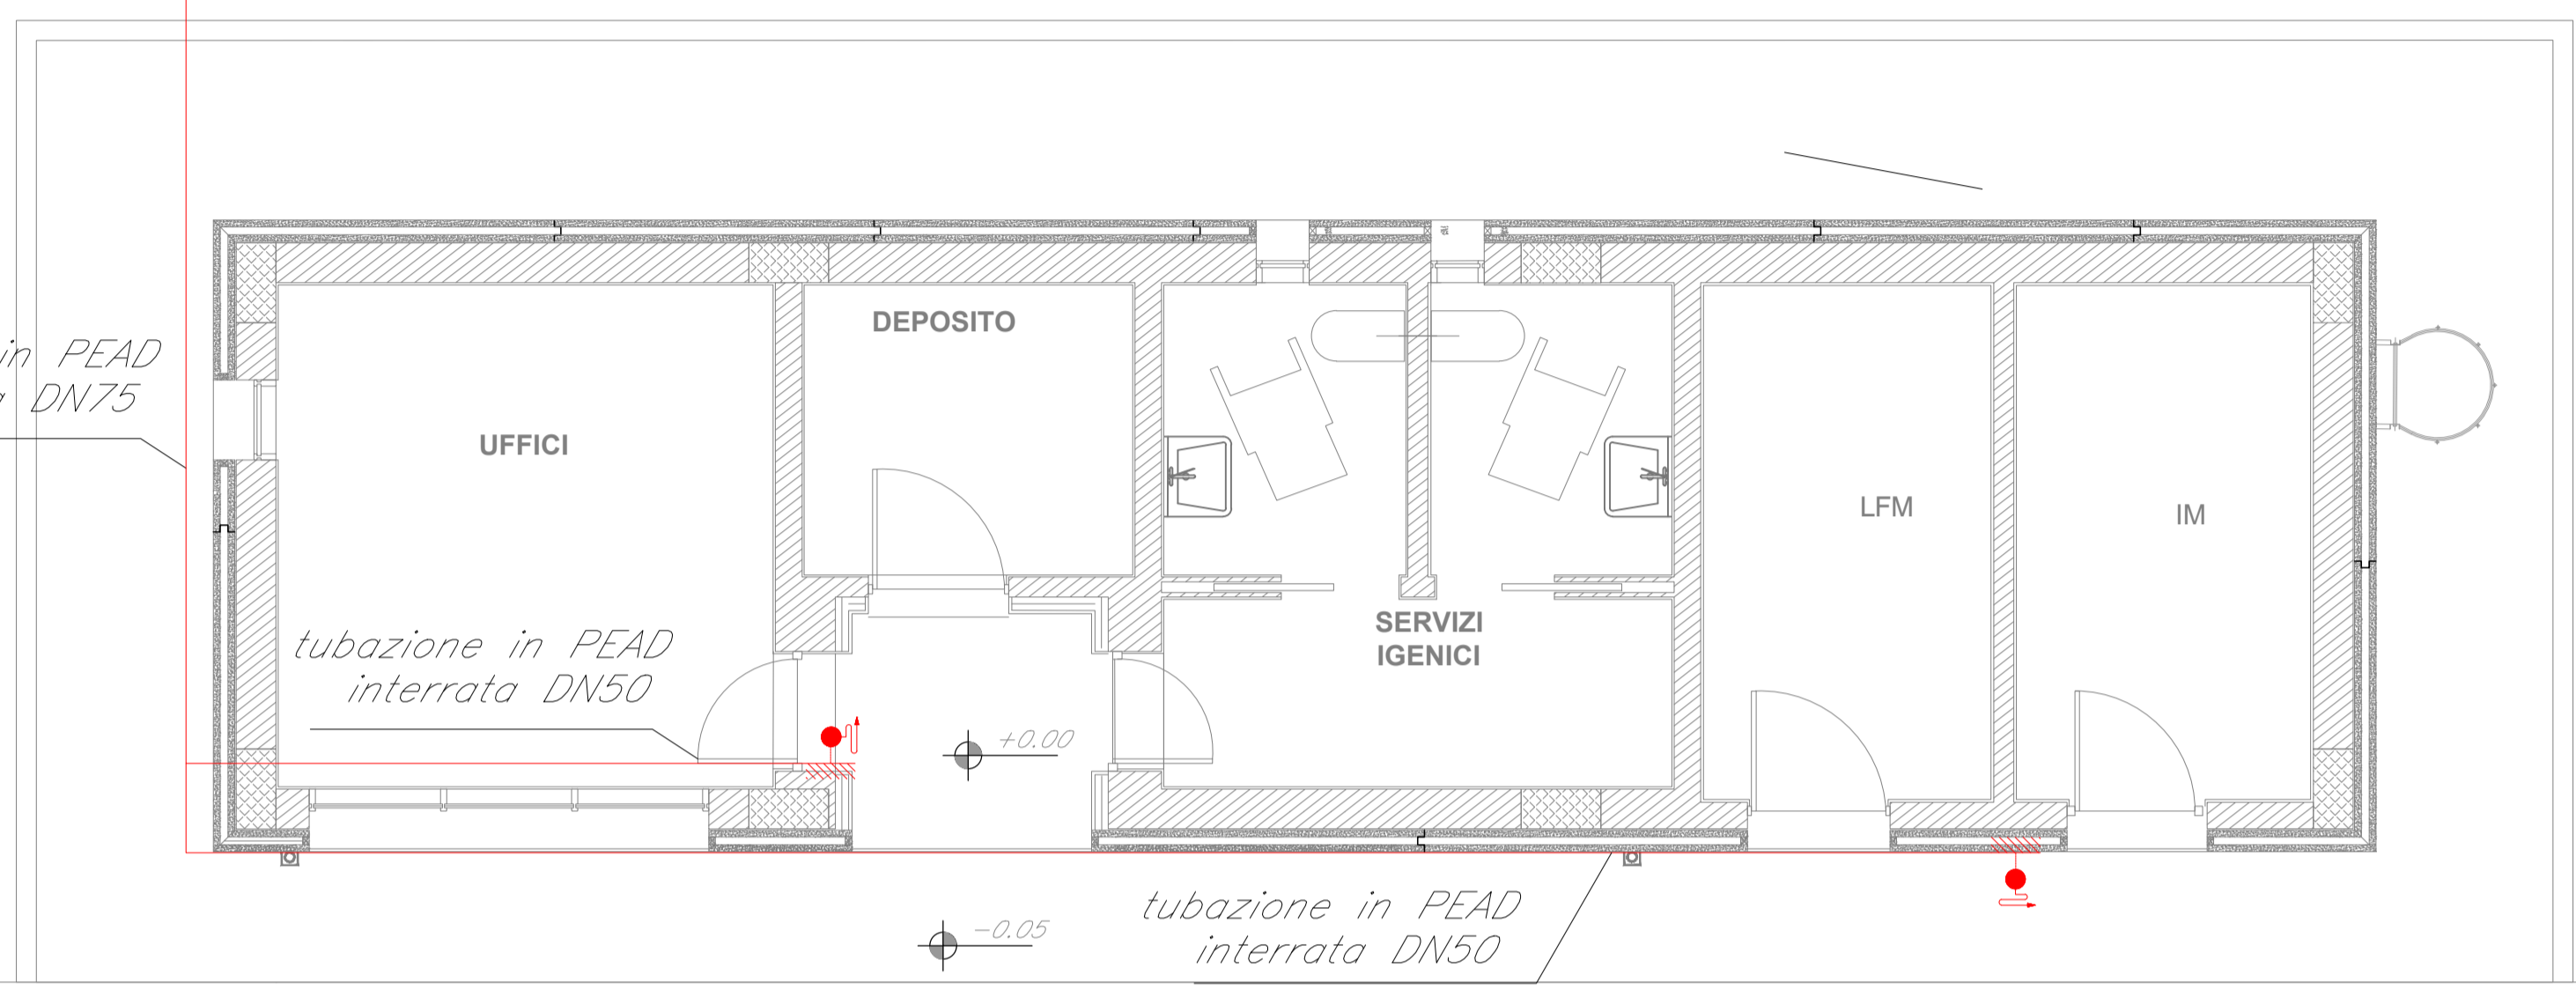 DEPOSITO
in PEAD
DN75
UFFICI
LFM
IM
SERVIZI
IGENICI
tubazione in PEAD
interrata DN50
+0.00
tubazione in PEAD
interrata DN50
-0.05